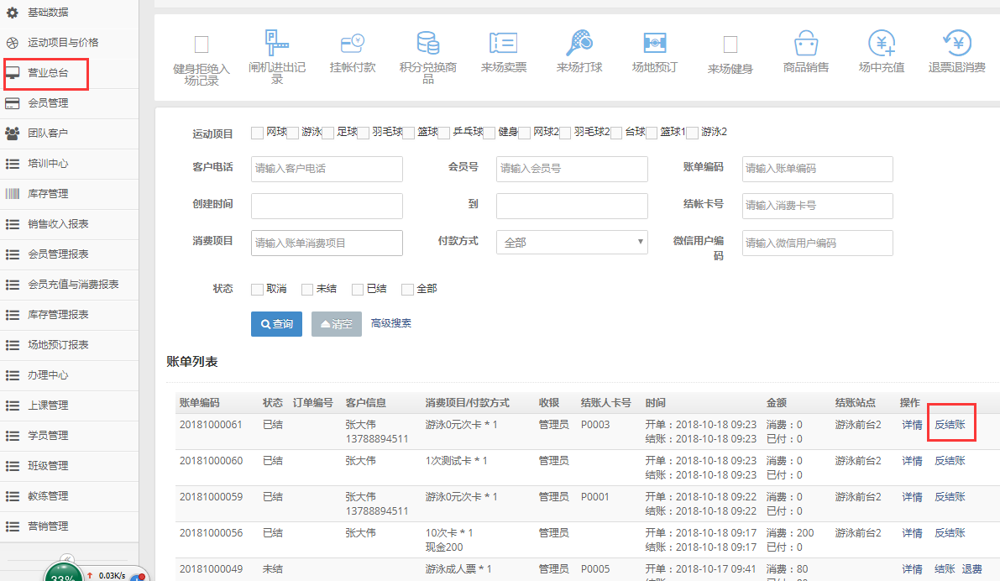 基础数据
运动项目与价格
营业总台
会员管理
团队客户
培训中心
库存管理
销售收入报表
会员管理报表
会员充值与消费报表
库存管理报表
场地预订报表
办理中心
上课管理
学员管理
班级管理
教练管理
营销管理
33%
0.03K/s
健身拒绝入
场记录
闸机进出记
录
挂帐付款
积分兑换商
品
来场卖票
来场打球
场地预订
来场健身
商品销售
场中充值
退票退消费
运动项目 网球 游泳 足球 羽毛球 篮球 乒乓球 健身 网球2 羽毛球2 台球 篮球1 游泳2
客户电话 请输入客户电话 会员号 请输入会员号 账单编码 请输入账单编码
创建时间 到 结帐卡号 请输入消费卡号
消费项目 请输入账单消费项目 付款方式 全部 微信用户编
码 请输入微信用户编码
状态 取消 未结 已结 全部
查询 清空 高级搜索
账单列表
账单编码 状态 订单编号 客户信息 消费项目/付款方式 收银 结账人卡号 时间 金额 结账站点 操作
20181000061 已结 张大伟 游泳0元次卡 * 1 管理员 P0003 开单：2018-10-18 09:23 消费：0 游泳前台2 详情 反结账
13788894511 结账：2018-10-18 09:23 已付：0
20181000060 已结 张大伟 1次测试卡 * 1 管理员 开单：2018-10-18 09:23 消费：0 游泳前台2 详情 反结账
结账：2018-10-18 09:23 已付：0
20181000059 已结 张大伟 游泳0元次卡 * 1 管理员 P0001 开单：2018-10-18 09:22 消费：0 游泳前台2 详情 反结账
13788894511 结账：2018-10-18 09:22 已付：0
20181000056 已结 张大伟 10次卡 * 1 管理员 开单：2018-10-18 09:17 消费：200 游泳前台2 详情 反结账
现金200 结账：2018-10-18 09:17 已付：200
20181000049 未结 游泳成人票 * 1 管理员 P0005 开单：2018-10-17 09:41 消费：80 详情 结账 退费